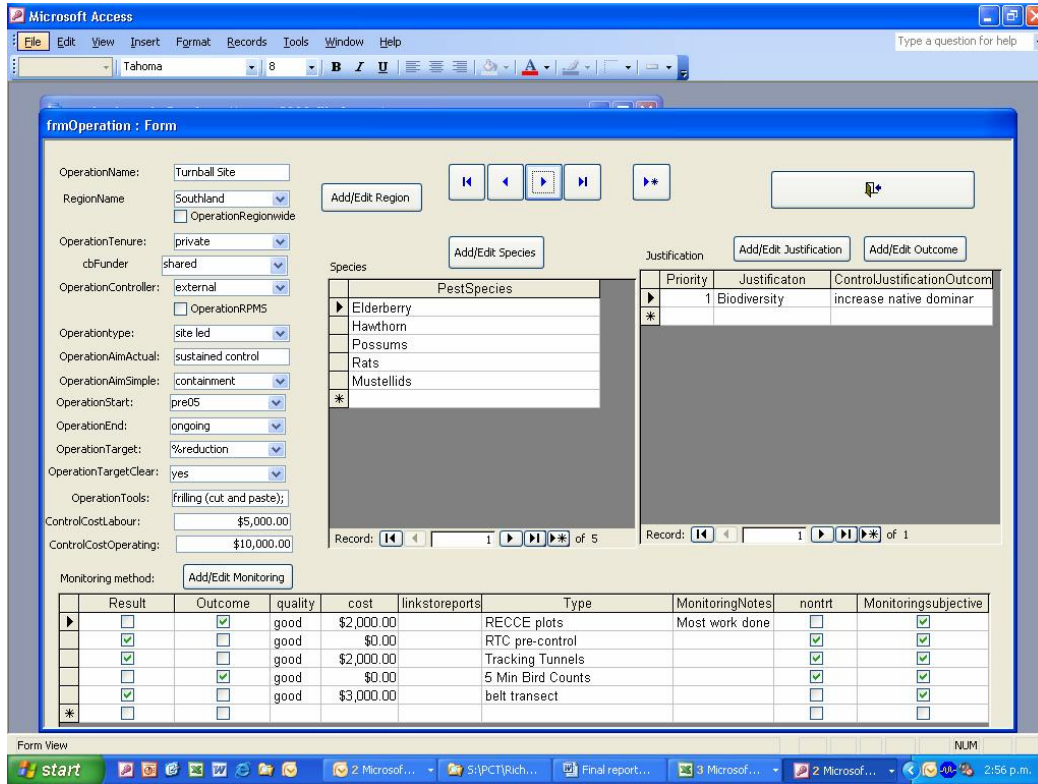 Microsoft Access
File Edit View Insert Format Records Tools Window Help
Type a question for help
Tahoma 8 B I U A
frmOperation : Form
OperationName: Turnball Site
RegionName Southland
Add/Edit Region
OperationRegionwide
OperationTenure: private
cbFunder shared
OperationController: external
OperationRPMS
Operationtype: site led
OperationAimActual: sustained control
OperationAimSimple: containment
OperationStart: pre05
OperationEnd: ongoing
OperationTarget: %reduction
OperationTargetClear: yes
OperationTools: frilling (cut and paste);
ControlCostLabour: $5,000.00
ControlCostOperating: $10,000.00
Add/Edit Species
Species
PestSpecies
Elderberry
Hawthorn
Possums
Rats
Mustellids
Record: 1 of 5
Justification Add/Edit Justification Add/Edit Outcome
Priority Justificaton ControlJustificationOutcom
1 Biodiversity increase native dominar
Record: 1 of 1
Monitoring method: Add/Edit Monitoring
Result Outcome quality cost linkstoreports Type MonitoringNotes nontrt Monitoringsubjective
good $2,000.00 RECCE plots Most work done
good $0.00 RTC pre-control
good $2,000.00 Tracking Tunnels
good $0.00 5 Min Bird Counts
good $3,000.00 belt transect
Form View NUM
start 2 Microsof... S:\PCT\Rich... Final report... 3 Microsof... 2 Microsof... 2:56 p.m.